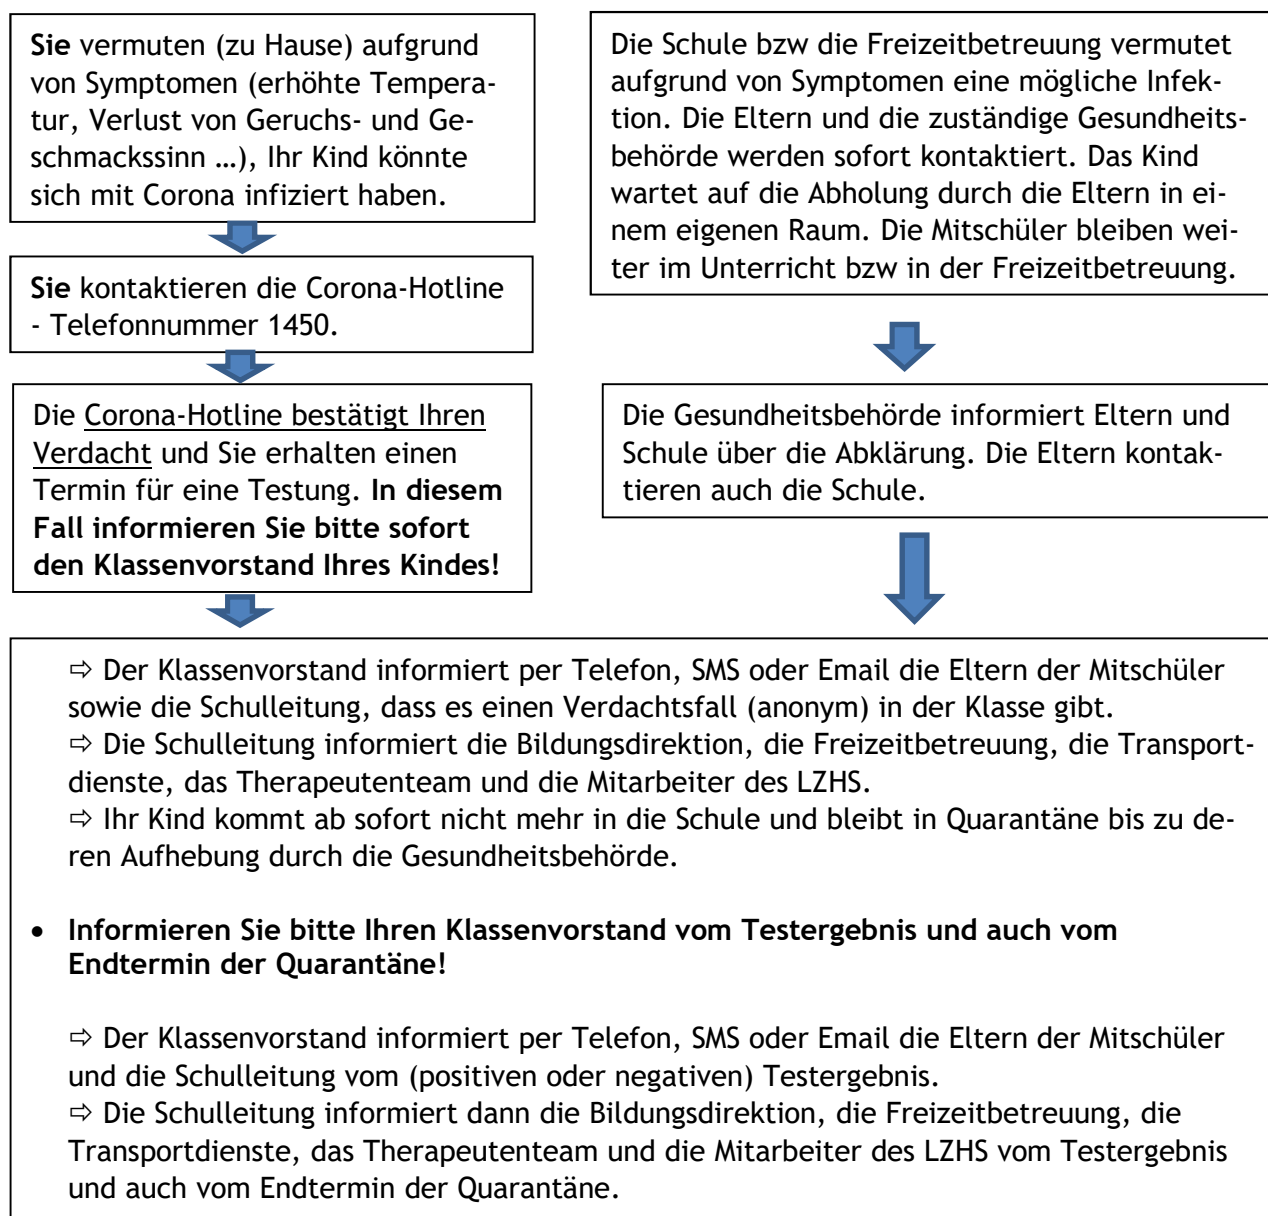 Sie vermuten (zu Hause) aufgrund
von Symptomen (erhöhte Tempera-
tur, Verlust von Geruchs- und Ge-
schmackssinn …), Ihr Kind könnte
sich mit Corona infiziert haben.
Sie kontaktieren die Corona-Hotline
- Telefonnummer 1450.
Die Corona-Hotline bestätigt Ihren
Verdacht und Sie erhalten einen
Termin für eine Testung. In diesem
Fall informieren Sie bitte sofort
den Klassenvorstand Ihres Kindes!
Die Schule bzw die Freizeitbetreuung vermutet
aufgrund von Symptomen eine mögliche Infek-
tion. Die Eltern und die zuständige Gesundheits-
behörde werden sofort kontaktiert. Das Kind
wartet auf die Abholung durch die Eltern in ei-
nem eigenen Raum. Die Mitschüler bleiben wei-
ter im Unterricht bzw in der Freizeitbetreuung.
Die Gesundheitsbehörde informiert Eltern und
Schule über die Abklärung. Die Eltern kontak-
tieren auch die Schule.
⇨ Der Klassenvorstand informiert per Telefon, SMS oder Email die Eltern der Mitschüler
sowie die Schulleitung, dass es einen Verdachtsfall (anonym) in der Klasse gibt.
⇨ Die Schulleitung informiert die Bildungsdirektion, die Freizeitbetreuung, die Transport-
dienste, das Therapeutenteam und die Mitarbeiter des LZHS.
⇨ Ihr Kind kommt ab sofort nicht mehr in die Schule und bleibt in Quarantäne bis zu de-
ren Aufhebung durch die Gesundheitsbehörde.
• Informieren Sie bitte Ihren Klassenvorstand vom Testergebnis und auch vom
Endtermin der Quarantäne!
⇨ Der Klassenvorstand informiert per Telefon, SMS oder Email die Eltern der Mitschüler
und die Schulleitung vom (positiven oder negativen) Testergebnis.
⇨ Die Schulleitung informiert dann die Bildungsdirektion, die Freizeitbetreuung, die
Transportdienste, das Therapeutenteam und die Mitarbeiter des LZHS vom Testergebnis
und auch vom Endtermin der Quarantäne.